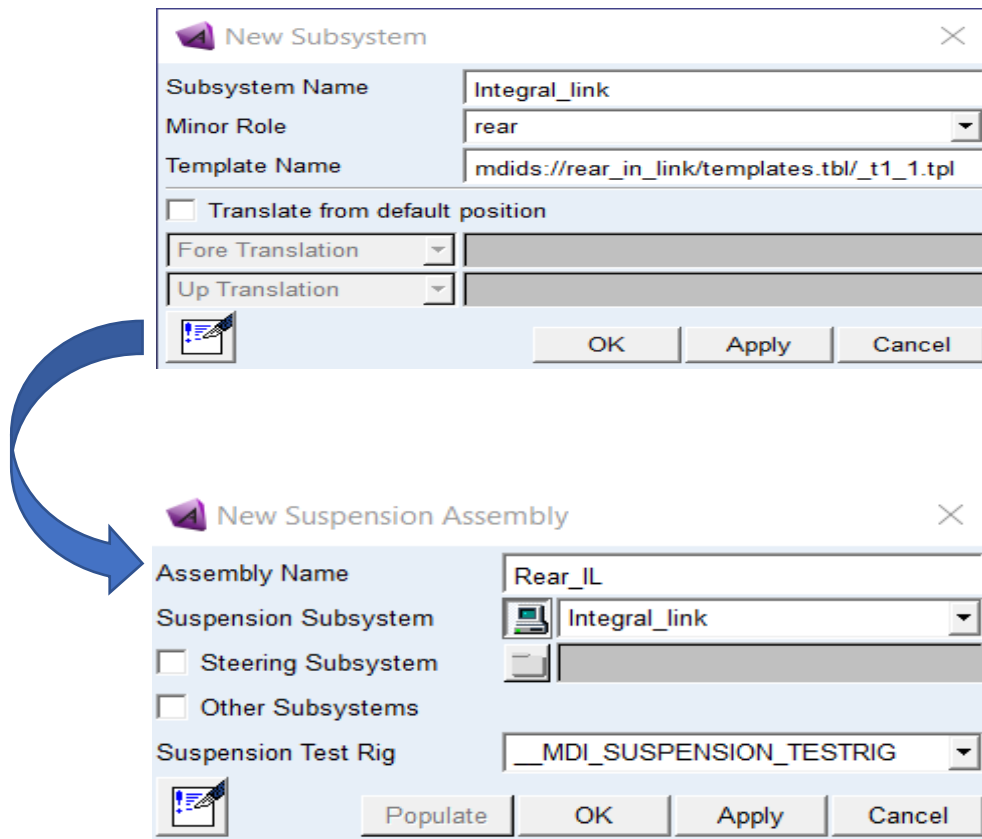 New Subsystem
Subsystem Name Integral_link
Minor Role rear
Template Name mdids://rear_in_link/templates.tbl/_t1_1.tpl
Translate from default position
Fore Translation
Up Translation
OK Apply Cancel
New Suspension Assembly
Assembly Name Rear_IL
Suspension Subsystem Integral_link
Steering Subsystem
Other Subsystems
Suspension Test Rig __MDI_SUSPENSION_TESTRIG
Populate OK Apply Cancel